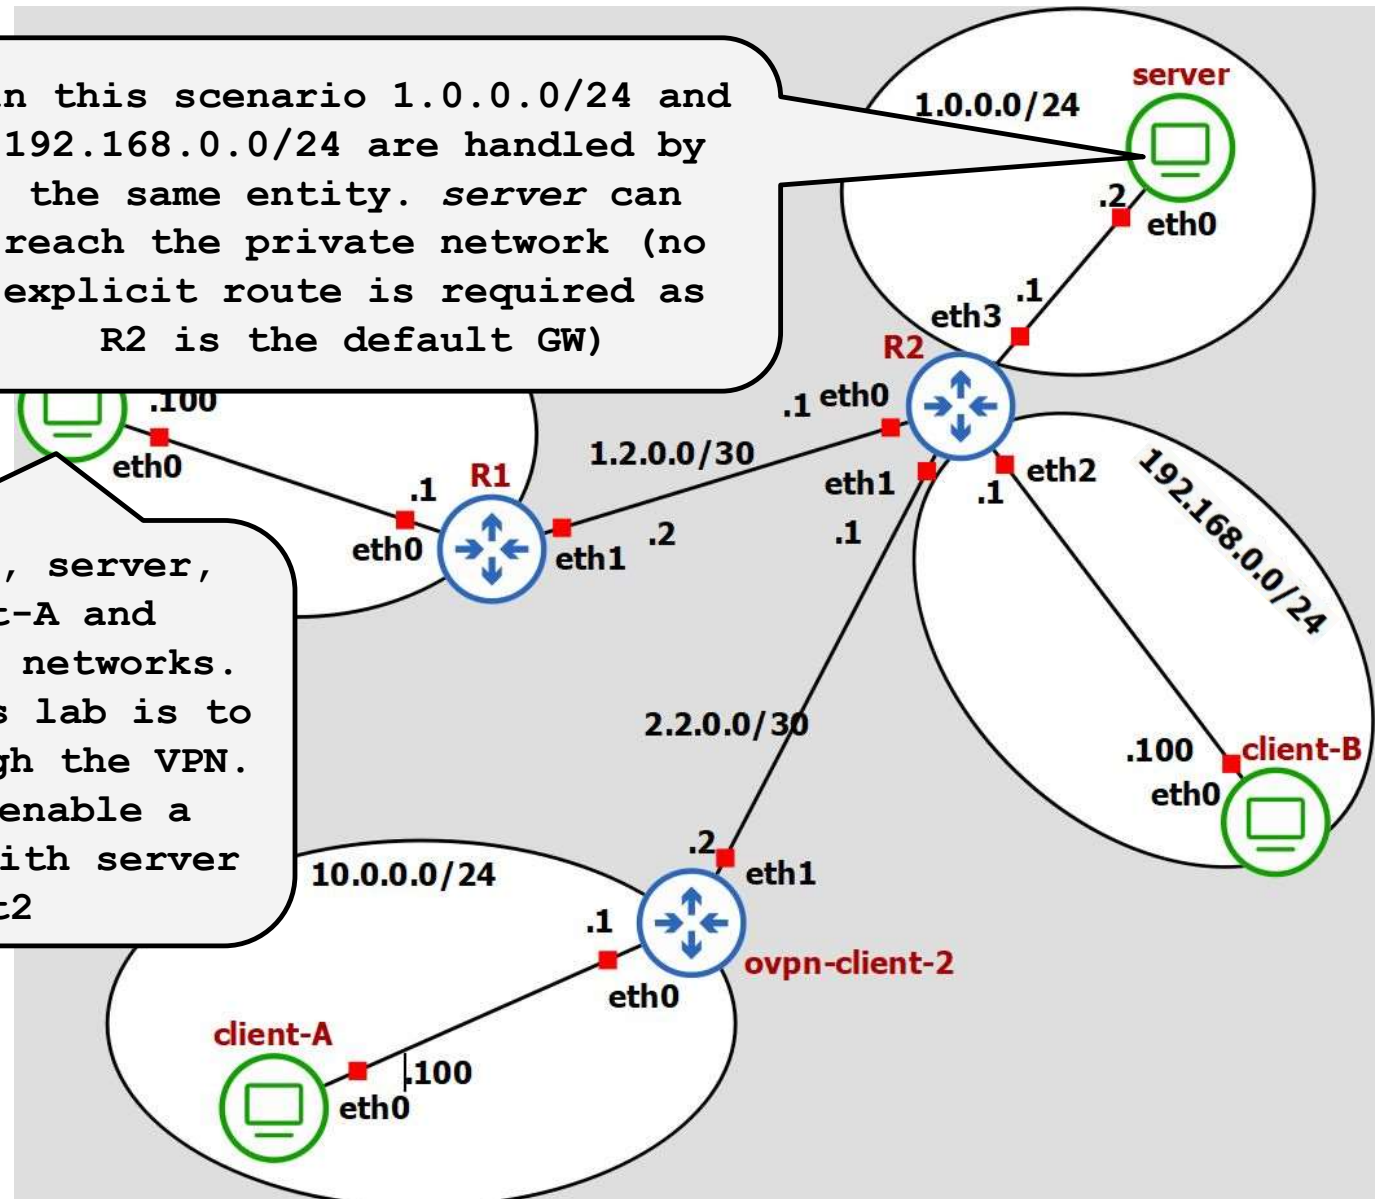 n this scenario 1.0.0.0/24 and
192.168.0.0/24 are handled by
the same entity. server can
reach the private network (no
explicit route is required as
R2 is the default GW)
server
1.0.0.0/24
.2
eth0
.1
eth3
R2
.1 eth0
.100
eth0
1.2.0.0/30
R1
.1
eth0
eth1
.2
eth1
.1
eth2
.1
192.168.0.0/24
, server,
t-A and
networks.
s lab is to
gh the VPN.
enable a
ith server
t2
2.2.0.0/30
.100
client-B
eth0
.2
eth1
10.0.0.0/24
.1
eth0
ovpn-client-2
client-A
.100
eth0